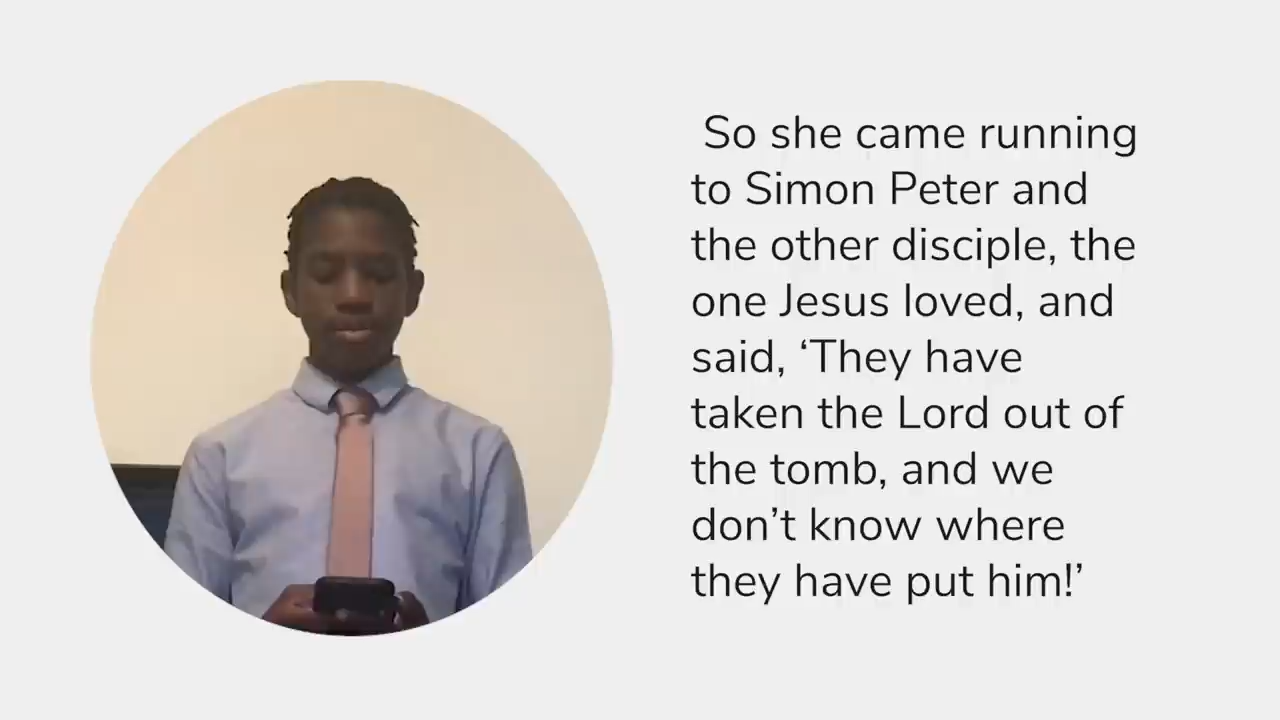 So she came running
to Simon Peter and
the other disciple, the
one Jesus loved, and
said, ‘They have
taken the Lord out of
the tomb, and we
don’t know where
they have put him!’